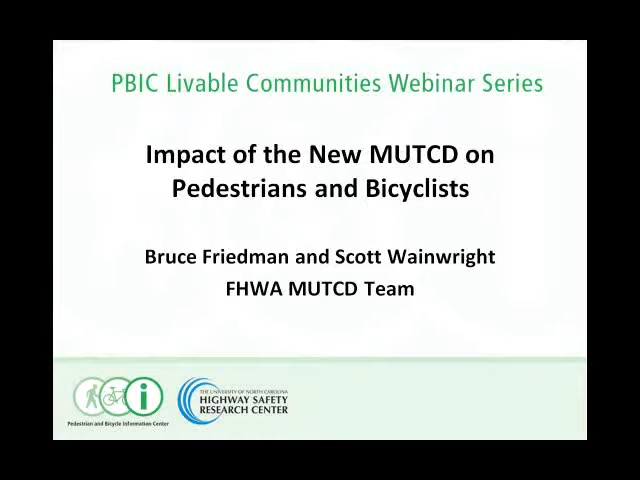 PBIC Livable Communities Webinar Series
Impact of the New MUTCD on
Pedestrians and Bicyclists
Bruce Friedman and Scott Wainwright
FHWA MUTCD Team
i
Pedestrian and Bicycle Information Center
THE UNIVERSITY OF NORTH CAROLINA
HIGHWAY SAFETY
RESEARCH CENTER